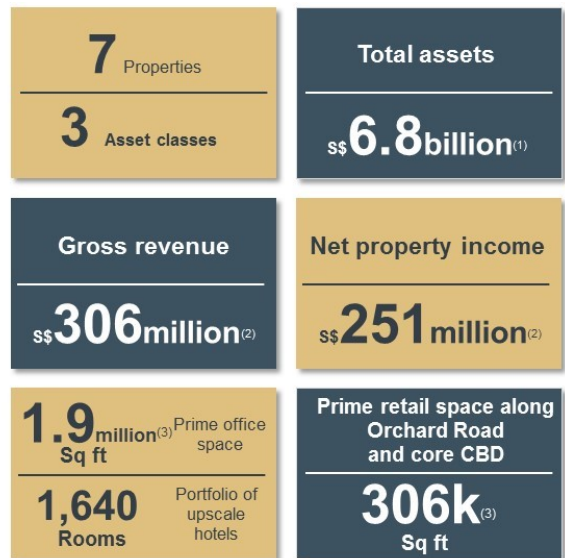 7 Properties
3 Asset classes
Total assets
S$6.8billion(1)
Gross revenue
S$306million(2)
Net property income
S$251million(2)
1.9million(3) Prime office
Sq ft space
1,640 Portfolio of
Rooms upscale
hotels
Prime retail space along
Orchard Road
and core CBD
306k(3)
Sq ft